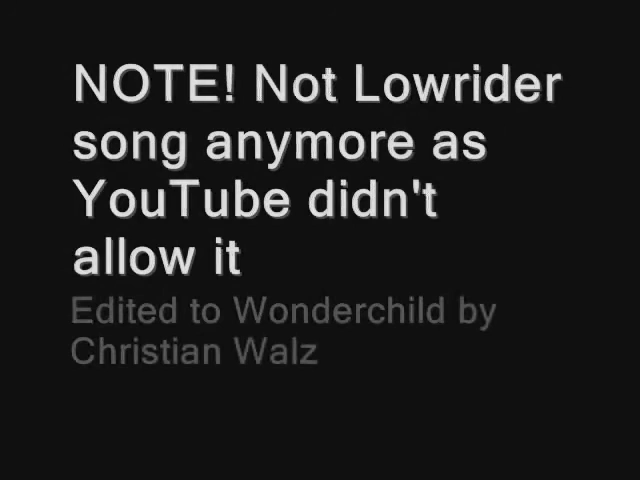 NOTE! Not Lowrider
song anymore as
YouTube didn't
allow it
Edited to Wonderchild by
Christian Walz